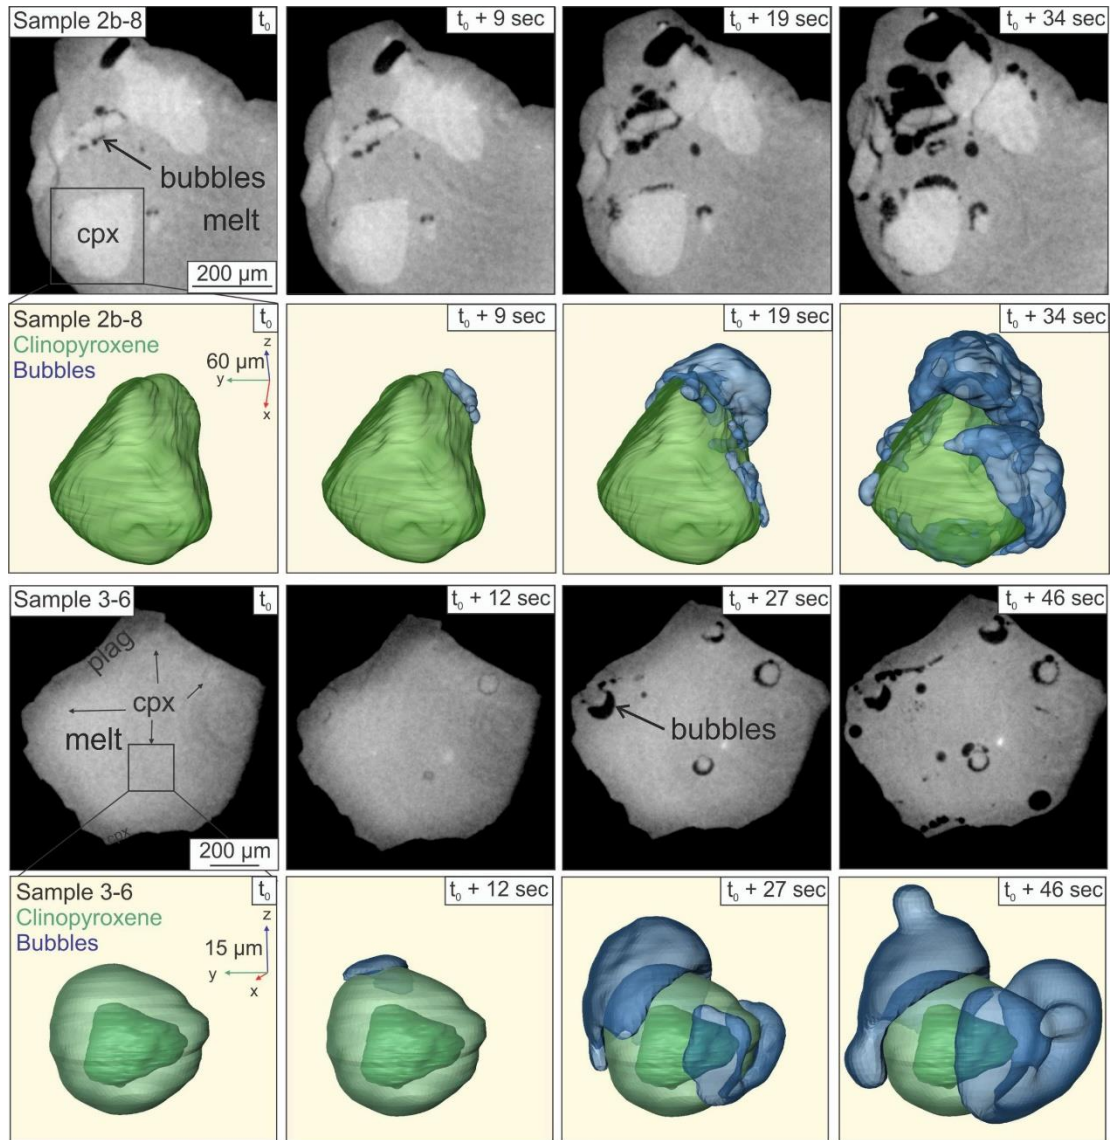 Sample 2b-8
t₀
t₀ + 9 sec
t₀ + 19 sec
t₀ + 34 sec
bubbles
melt
cpx
200 µm
Sample 2b-8
t₀
t₀ + 9 sec
t₀ + 19 sec
t₀ + 34 sec
Clinopyroxene
Bubbles
60 µm
z
y
x
Sample 3-6
t₀
t₀ + 12 sec
t₀ + 27 sec
t₀ + 46 sec
plag
cpx
melt
bubbles
cpx
200 µm
Sample 3-6
t₀
t₀ + 12 sec
t₀ + 27 sec
t₀ + 46 sec
Clinopyroxene
Bubbles
15 µm
z
y
x